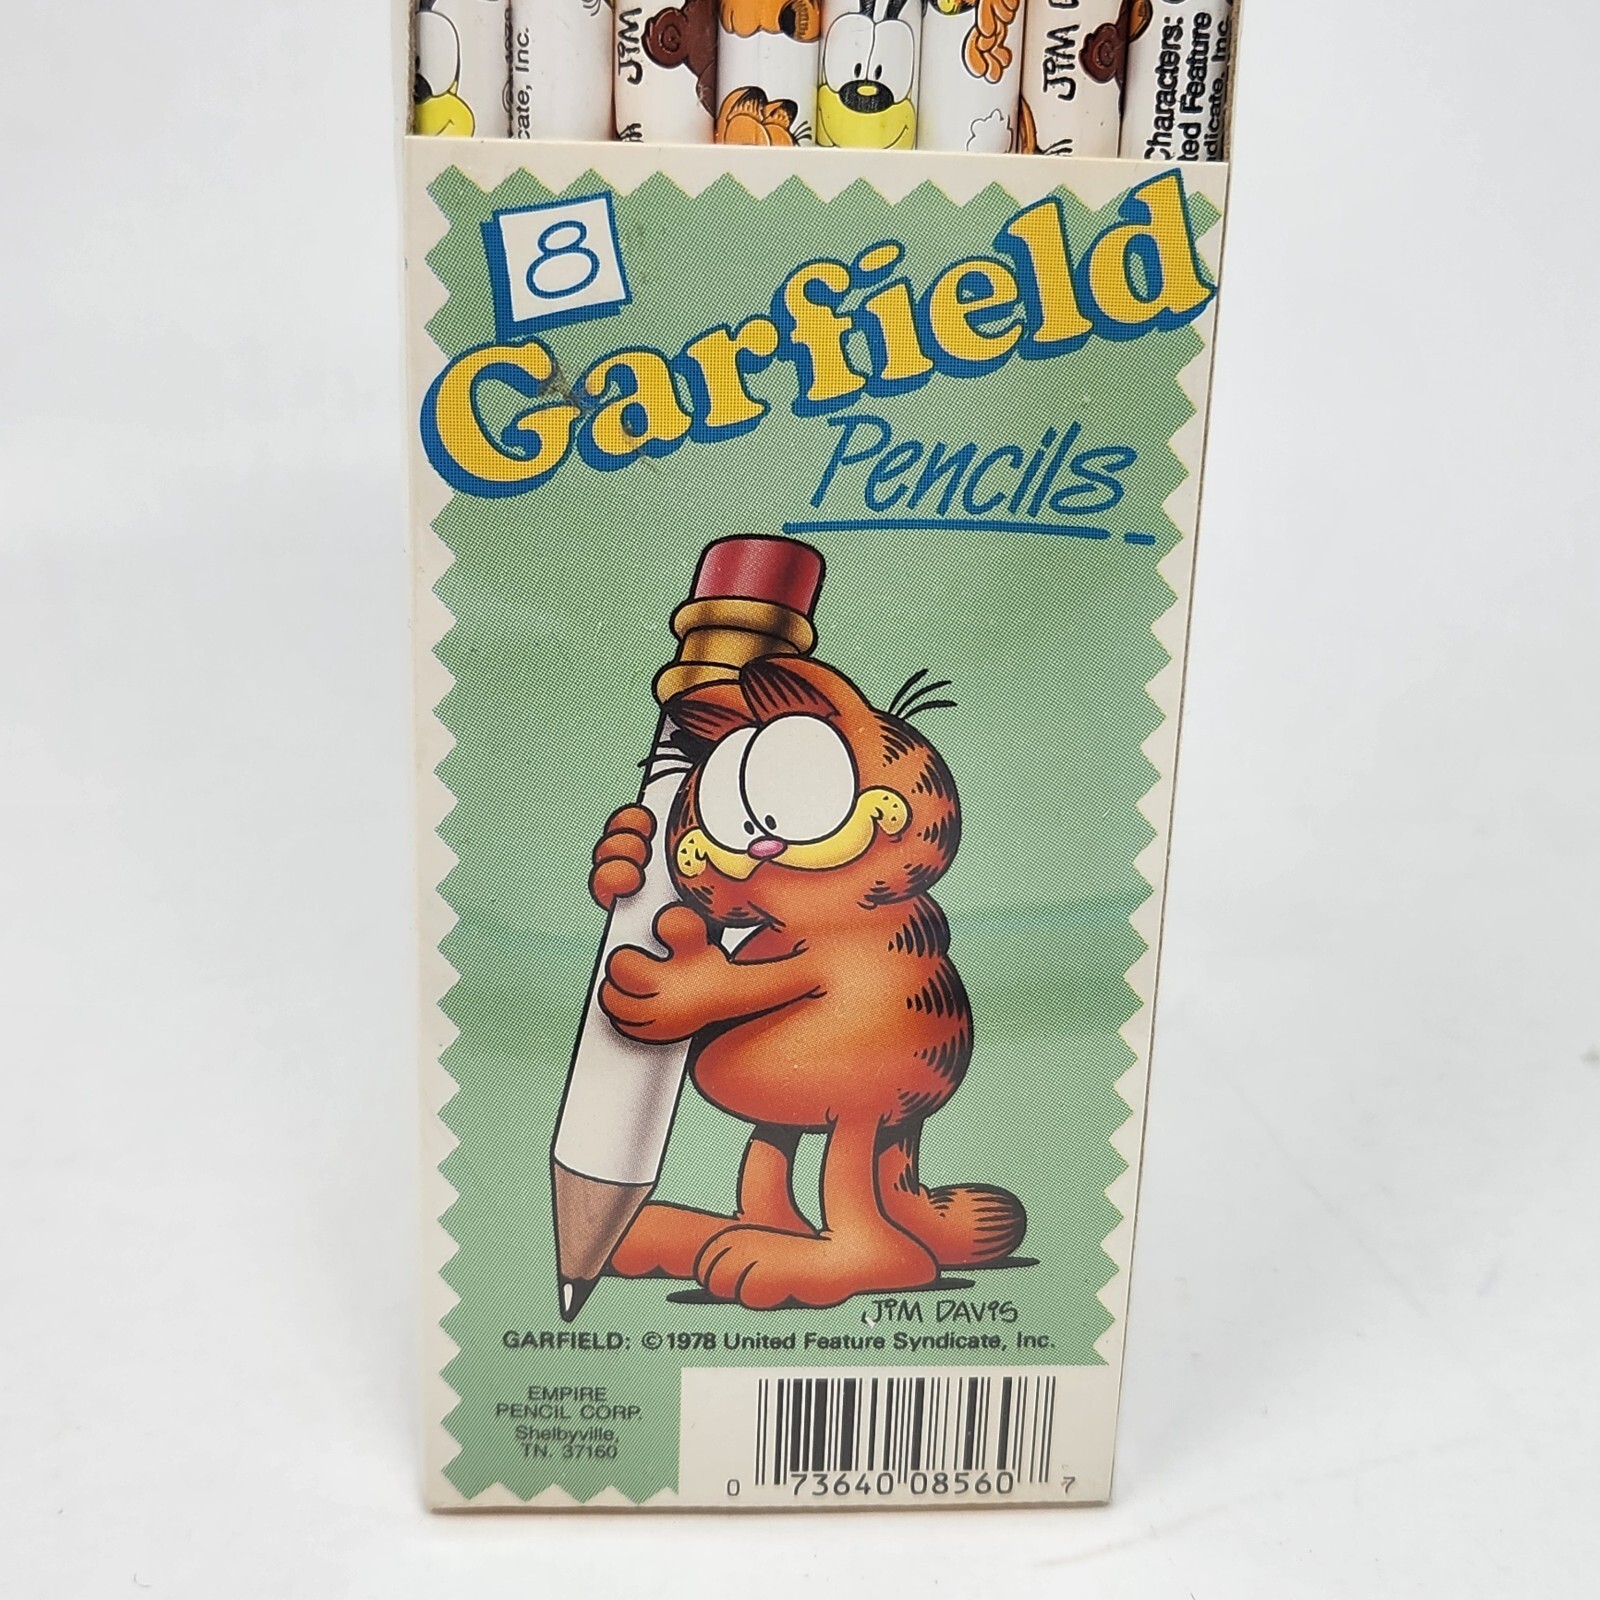 cate, Inc.
JIM
JIM
Characters:
ted Feature
dicate, Inc.
8
Garfield
Pencils
JIM DAVIS
GARFIELD: ©1978 United Feature Syndicate, Inc.
EMPIRE
PENCIL CORP.
Shelbyville,
TN. 37160
0 73640 08560 7